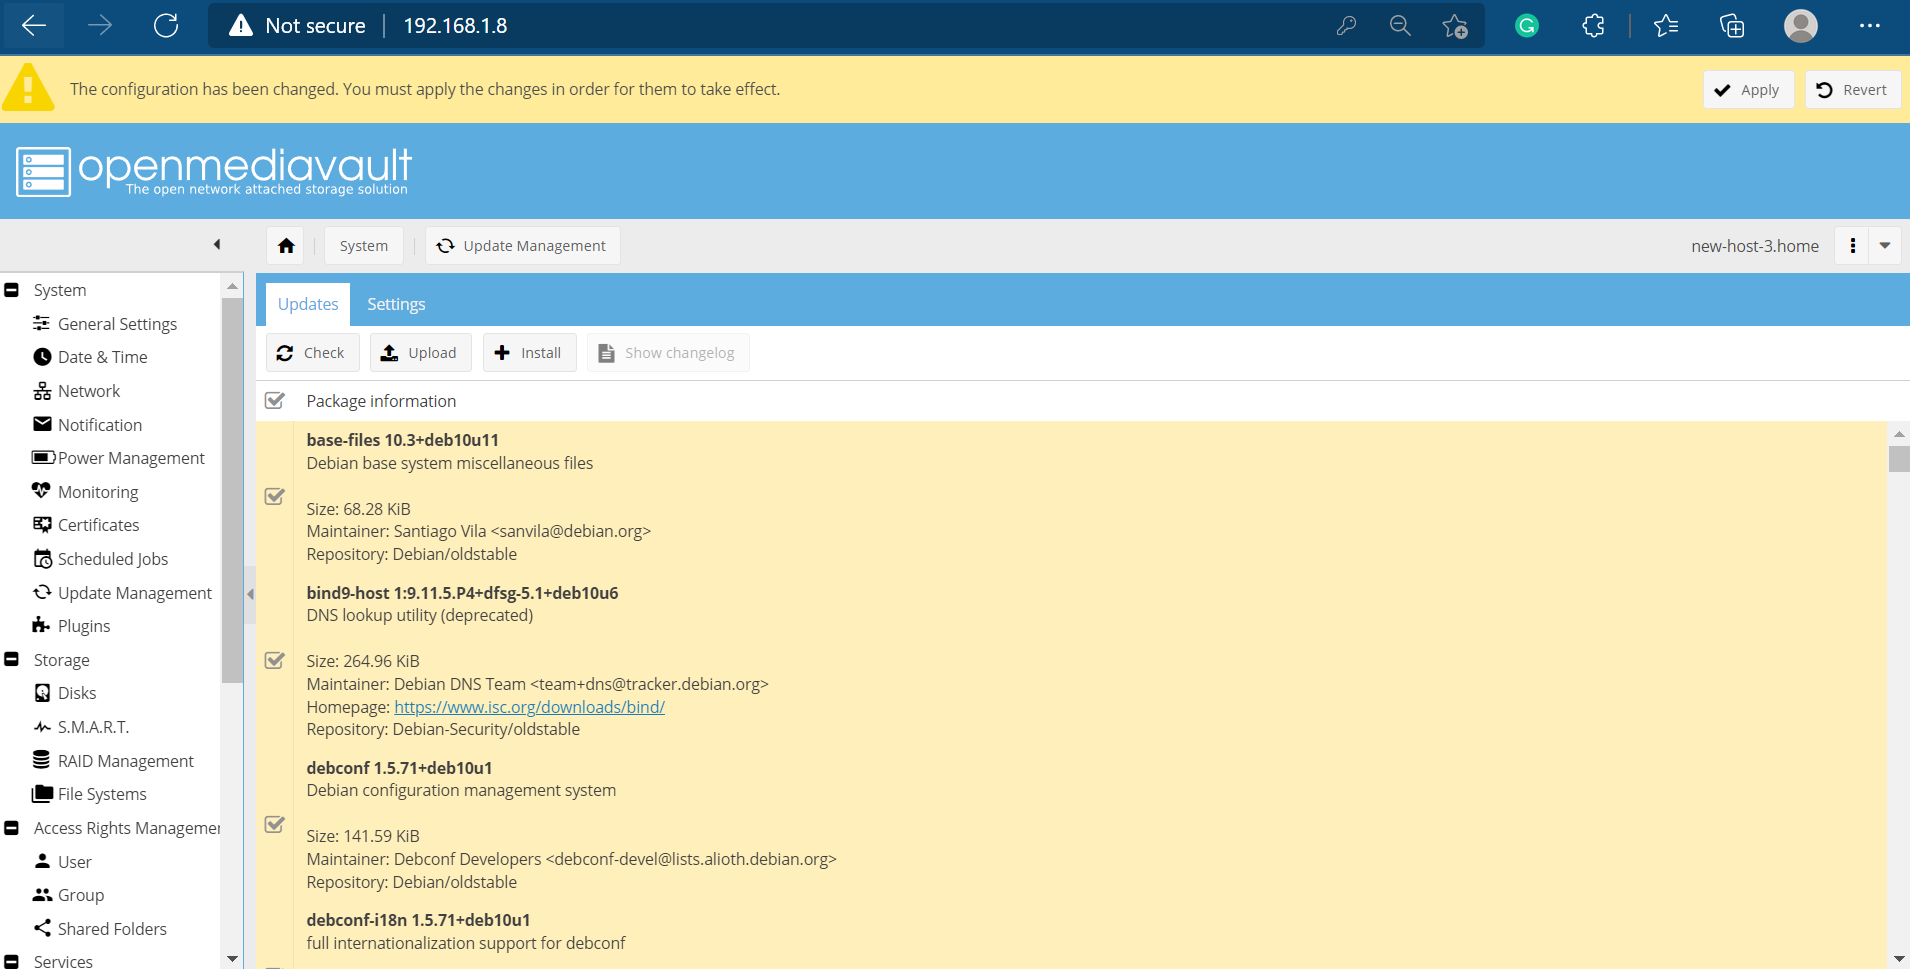 Not secure 192.168.1.8
The configuration has been changed. You must apply the changes in order for them to take effect.
Apply
Revert
openmediavault
The open network attached storage solution
System
Update Management
new-host-3.home
System
General Settings
Date & Time
Network
Notification
Power Management
Monitoring
Certificates
Scheduled Jobs
Update Management
Plugins
Storage
Disks
S.M.A.R.T.
RAID Management
File Systems
Access Rights Managemer
User
Group
Shared Folders
Services
Updates
Settings
Check
Upload
Install
Show changelog
Package information
base-files 10.3+deb10u11
Debian base system miscellaneous files
Size: 68.28 KiB
Maintainer: Santiago Vila <sanvila@debian.org>
Repository: Debian/oldstable
bind9-host 1:9.11.5.P4+dfsg-5.1+deb10u6
DNS lookup utility (deprecated)
Size: 264.96 KiB
Maintainer: Debian DNS Team <team+dns@tracker.debian.org>
Homepage: https://www.isc.org/downloads/bind/
Repository: Debian-Security/oldstable
debconf 1.5.71+deb10u1
Debian configuration management system
Size: 141.59 KiB
Maintainer: Debconf Developers <debconf-devel@lists.alioth.debian.org>
Repository: Debian/oldstable
debconf-i18n 1.5.71+deb10u1
full internationalization support for debconf